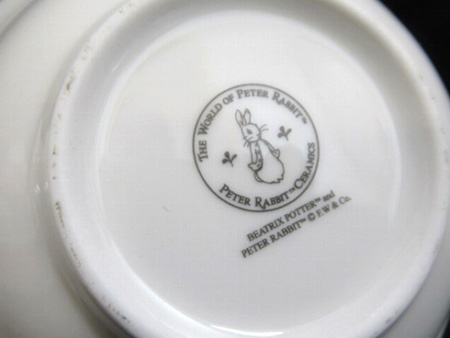 THE WORLD OF PETER RABBIT™
PETER RABBIT™ CERAMICS
BEATRIX POTTER™ and
PETER RABBIT™ © F.W & Co.